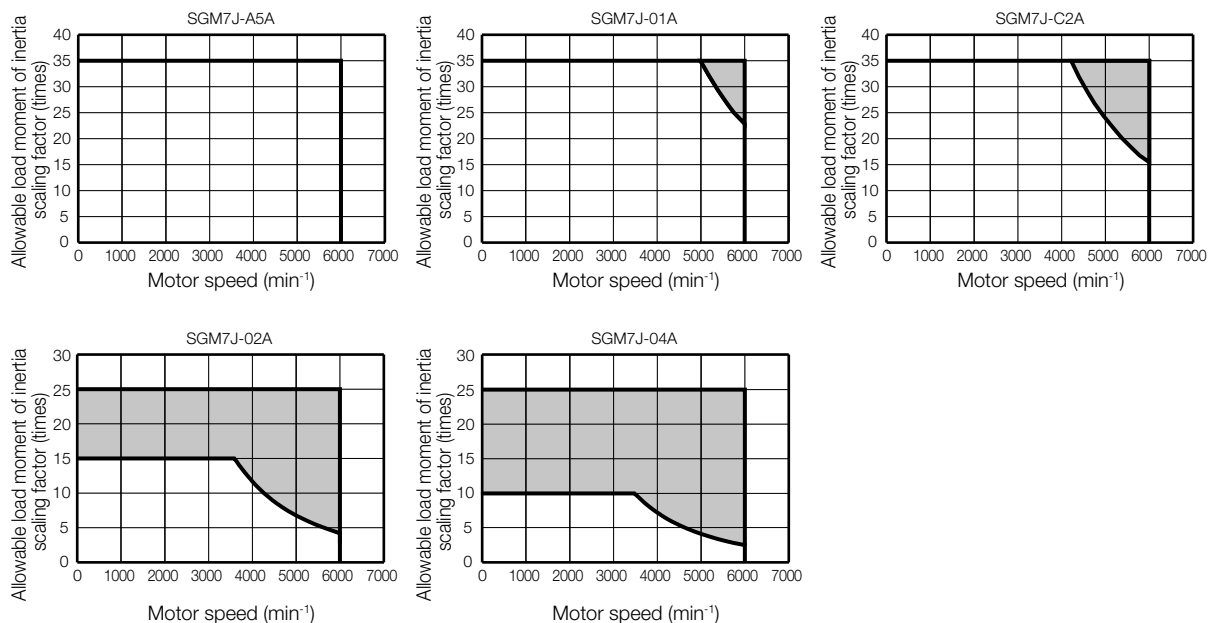 SGM7J-A5A
Allowable load moment of inertia
scaling factor (times)
40
35
30
25
20
15
10
5
0
0 1000 2000 3000 4000 5000 6000 7000
Motor speed (min-1)
SGM7J-01A
Allowable load moment of inertia
scaling factor (times)
40
35
30
25
20
15
10
5
0
0 1000 2000 3000 4000 5000 6000 7000
Motor speed (min-1)
SGM7J-C2A
Allowable load moment of inertia
scaling factor (times)
40
35
30
25
20
15
10
5
0
0 1000 2000 3000 4000 5000 6000 7000
Motor speed (min-1)
SGM7J-02A
Allowable load moment of inertia
scaling factor (times)
30
25
20
15
10
5
0
0 1000 2000 3000 4000 5000 6000 7000
Motor speed (min-1)
SGM7J-04A
Allowable load moment of inertia
scaling factor (times)
30
25
20
15
10
5
0
0 1000 2000 3000 4000 5000 6000 7000
Motor speed (min-1)